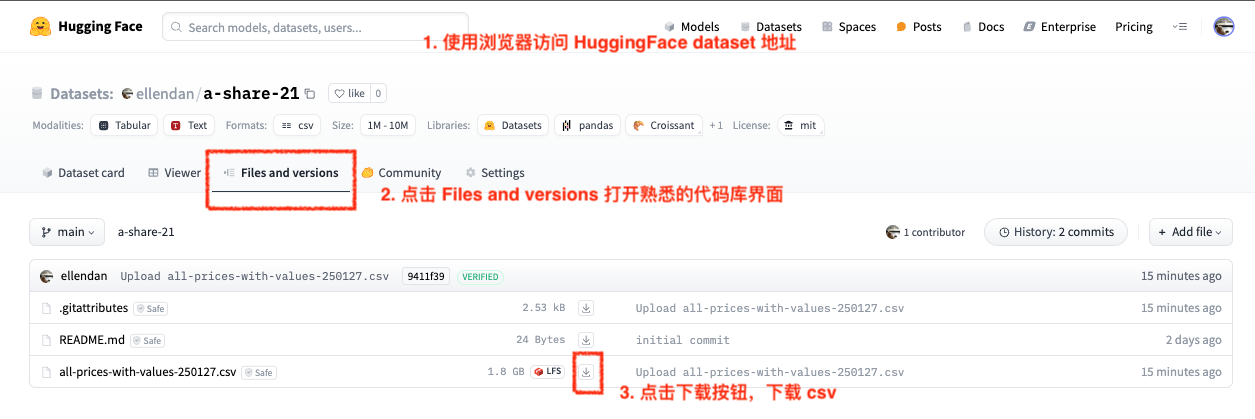 Hugging Face
Search models, datasets, users...
Models
Datasets
Spaces
Posts
Docs
Enterprise
Pricing
1. 使用浏览器访问 HuggingFace dataset 地址
Datasets: ellendan/a-share-21
like 0
Modalities: Tabular Text Formats: csv Size: 1M - 10M Libraries: Datasets pandas Croissant + 1 License: mit
Dataset card Viewer Files and versions Community Settings
2. 点击 Files and versions 打开熟悉的代码库界面
main a-share-21 1 contributor History: 2 commits + Add file
ellendan Upload all-prices-with-values-250127.csv 9411f39 VERIFIED 15 minutes ago
.gitattributes Safe 2.53 kB Upload all-prices-with-values-250127.csv 15 minutes ago
README.md Safe 24 Bytes initial commit 2 days ago
all-prices-with-values-250127.csv Safe 1.8 GB LFS Upload all-prices-with-values-250127.csv 15 minutes ago
3. 点击下载按钮，下载 csv